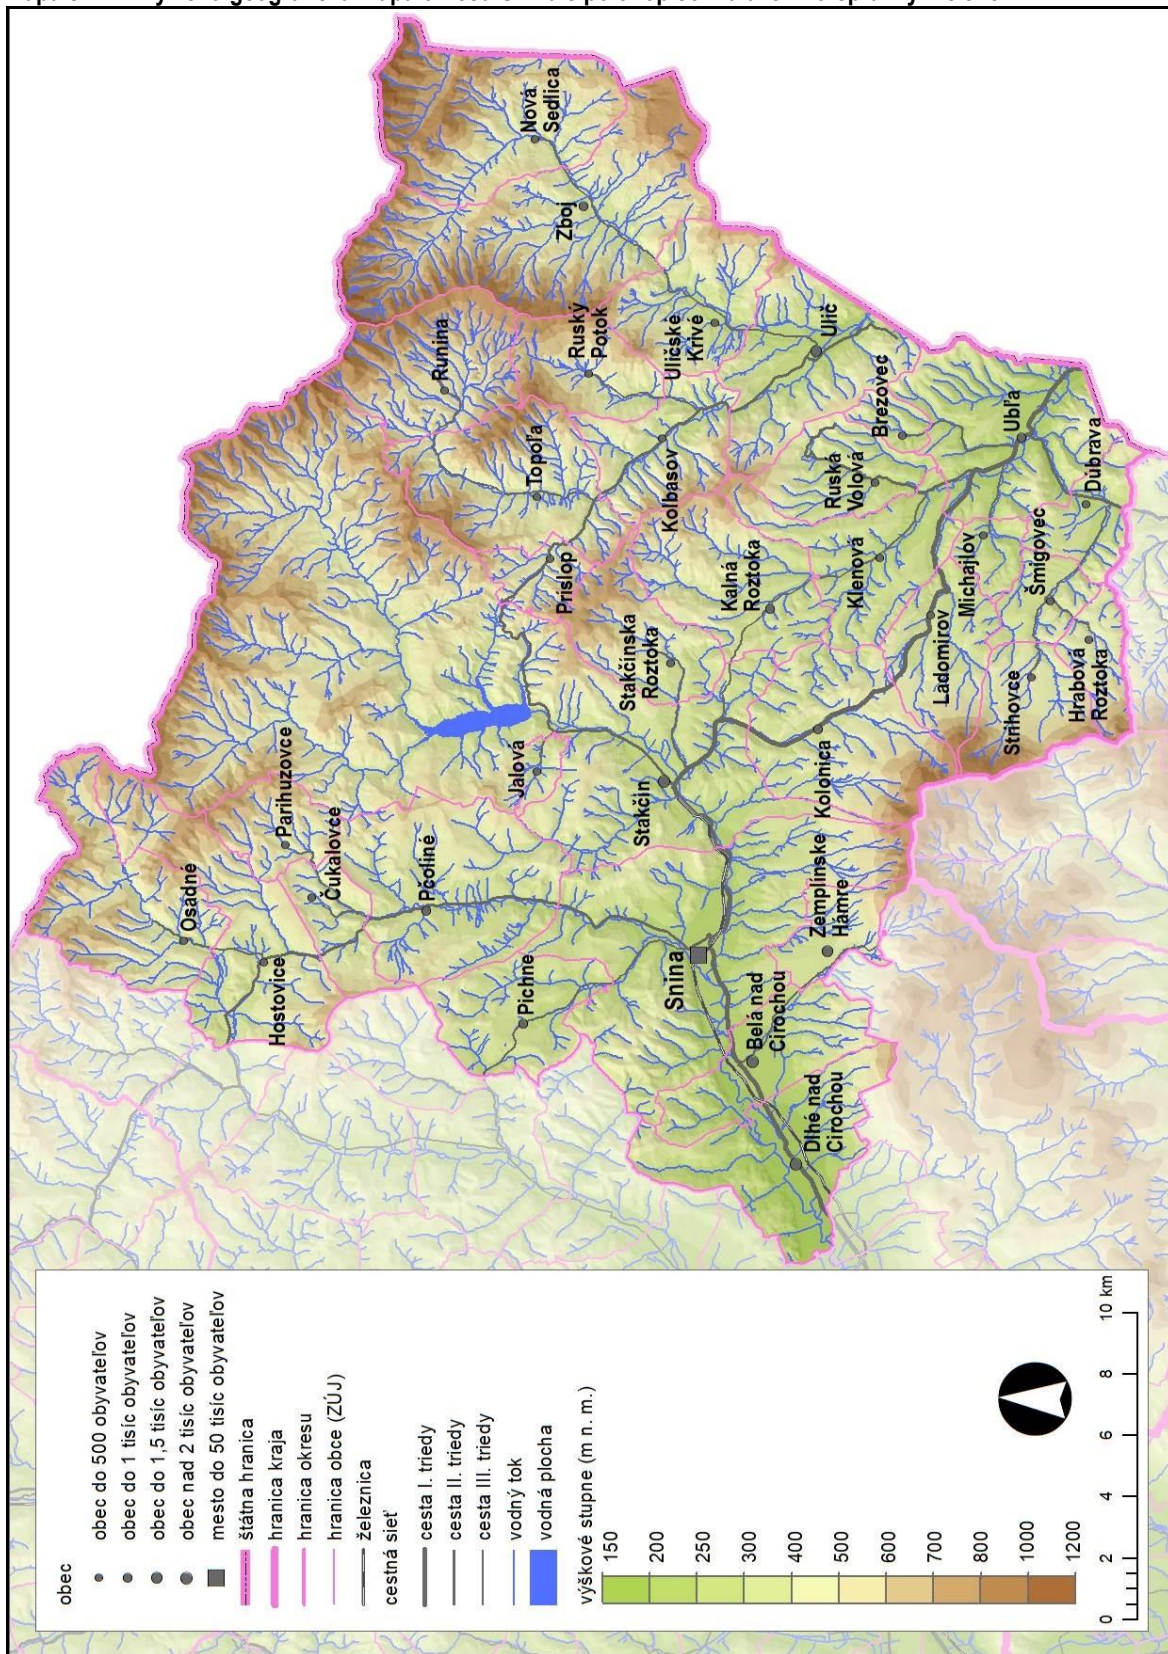 Nová
Sedlica
Zboj
Runina
Ruský
Potok
Uličské
Krivé
Ulič
Topoľa
Kolbasov
Brezovec
Ubľa
Ruská
Volová
Dúbrava
Príslop
Kalná
Roztoka
Klenová
Michajlov
Šmigovec
Stakčínska
Roztoka
Ladomirov
Strihovce
Hrabová
Roztoka
Jalová
Stakčín
Kolonica
Parihuzovce
Čukalovce
Osadné
Pčoliné
Zemplínske
Hámre
Hostovice
Pichne
Snina
Belá nad
Cirochou
Dlhé nad
Cirochou
obec
obec do 500 obyvateľov
obec do 1 tisíc obyvateľov
obec do 1,5 tisíc obyvateľov
obec nad 2 tisíc obyvateľov
mesto do 50 tisíc obyvateľov
štátna hranica
hranica kraja
hranica okresu
hranica obce (ZÚJ)
železnica
cestná sieť
cesta I. triedy
cesta II. triedy
cesta III. triedy
vodný tok
vodná plocha
výškové stupne (m n. m.)
150
200
250
300
400
500
600
700
800
1000
1200
0 2 4 6 8 10 km